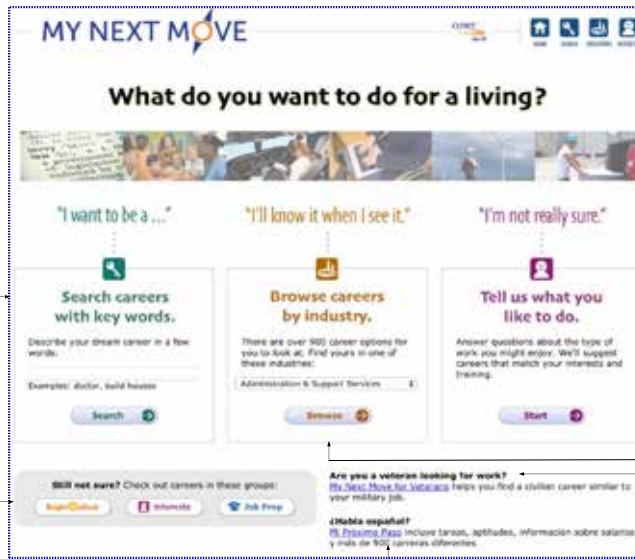 MY NEXT MOVE
What do you want to do for a living?
"I want to be a ..."
Search careers
with key words.
Describe your dream career in a few
words:
Examples: doctor, build houses
Search
"I'll know it when I see it."
Browse careers
by industry.
There are over 900 career options for
you to look at. Find yours in one of
these industries:
Administration & Support Services
Browse
"I'm not really sure."
Tell us what you
like to do.
Answer questions about the type of
work you might enjoy. We'll suggest
careers that match your interests and
training.
Start
Still not sure? Check out careers in these groups:
Bright Outlook
Job Prep
Are you a veteran looking for work?
My Next Move for Veterans helps you find a civilian career similar to
your military job.
¿Habla español?
Mi Próximo Paso incluye tareas, aptitudes, información sobre salarios
y más de 900 carreras diferentes.